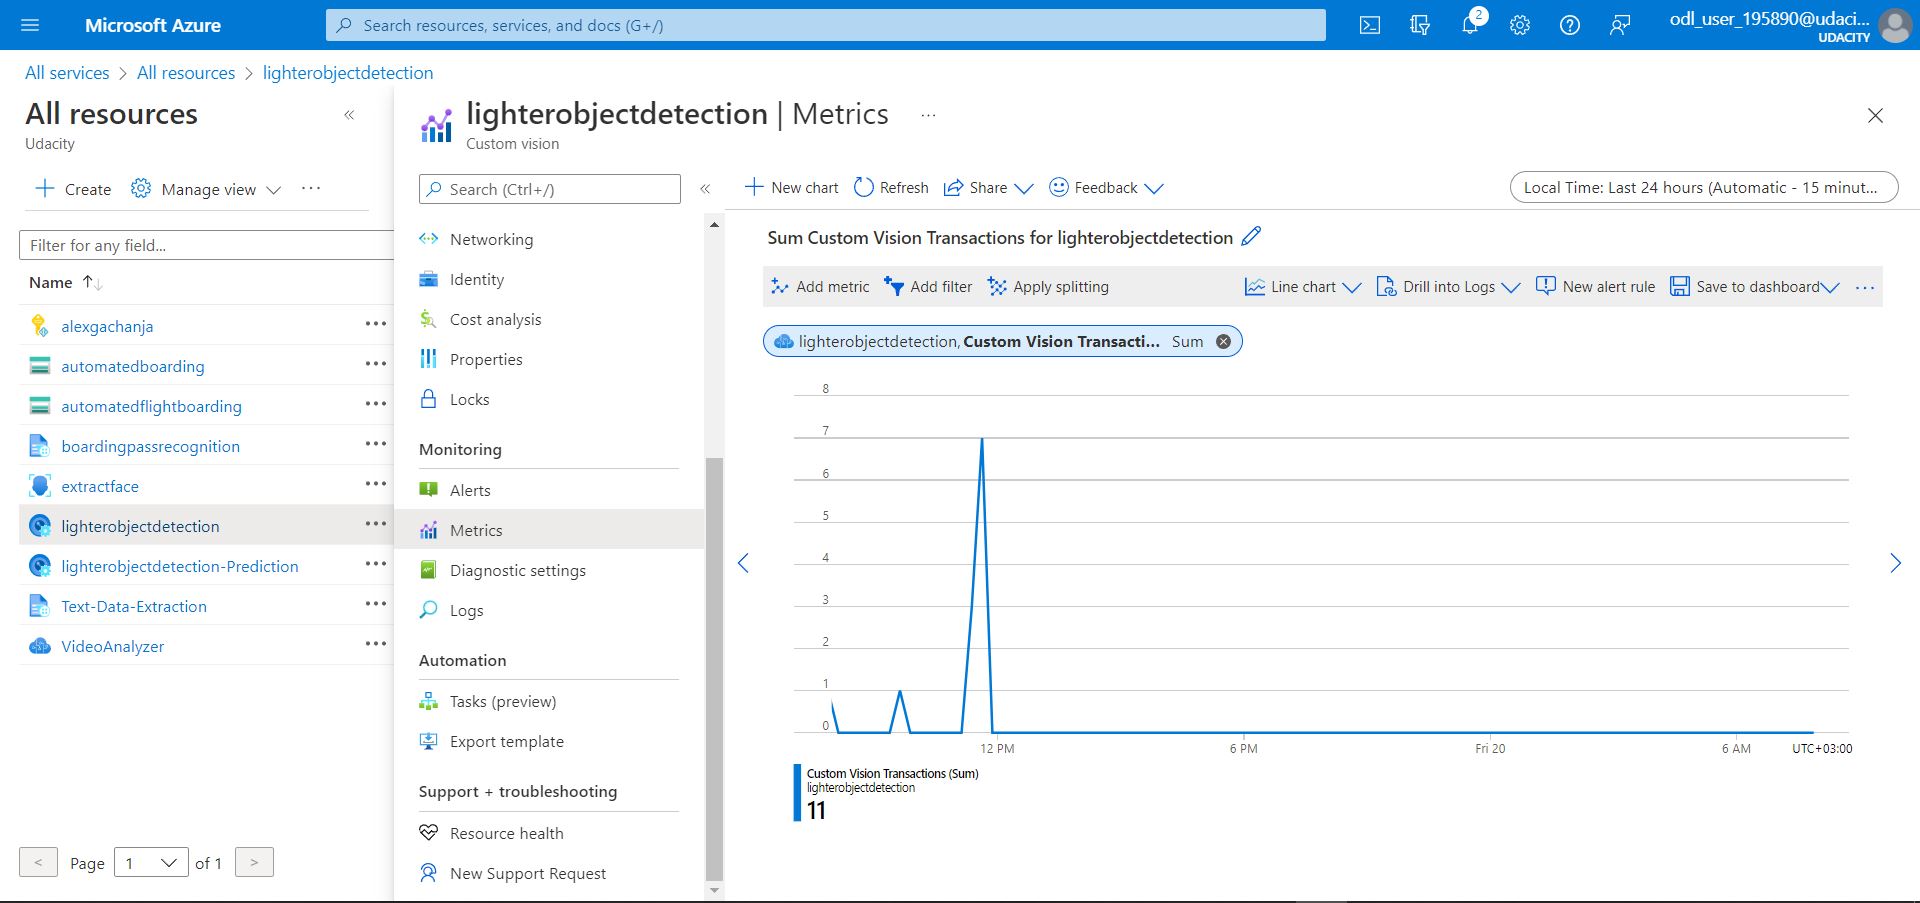 Microsoft Azure
Search resources, services, and docs (G+/)
2
odl_user_195890@udaci...
UDACITY
All services > All resources > lighterobjectdetection
All resources
«
Udacity
Create
Manage view
...
Filter for any field...
Name ↑↓
alexgachanja ...
automatedboarding ...
automatedflightboarding ...
boardingpassrecognition ...
extractface ...
lighterobjectdetection ...
lighterobjectdetection-Prediction ...
Text-Data-Extraction ...
VideoAnalyzer ...
< Page 1 of 1 >
lighterobjectdetection | Metrics ...
Custom vision
Search (Ctrl+/)
«
Networking
Identity
Cost analysis
Properties
Locks
Monitoring
Alerts
Metrics
Diagnostic settings
Logs
Automation
Tasks (preview)
Export template
Support + troubleshooting
Resource health
New Support Request
New chart
Refresh
Share
Feedback
Local Time: Last 24 hours (Automatic - 15 minut...
Sum Custom Vision Transactions for lighterobjectdetection
Add metric
Add filter
Apply splitting
Line chart
Drill into Logs
New alert rule
Save to dashboard
...
lighterobjectdetection, Custom Vision Transacti... Sum
8
7
6
5
4
3
2
1
0
12 PM 6 PM Fri 20 6 AM UTC+03:00
Custom Vision Transactions (Sum)
lighterobjectdetection
11